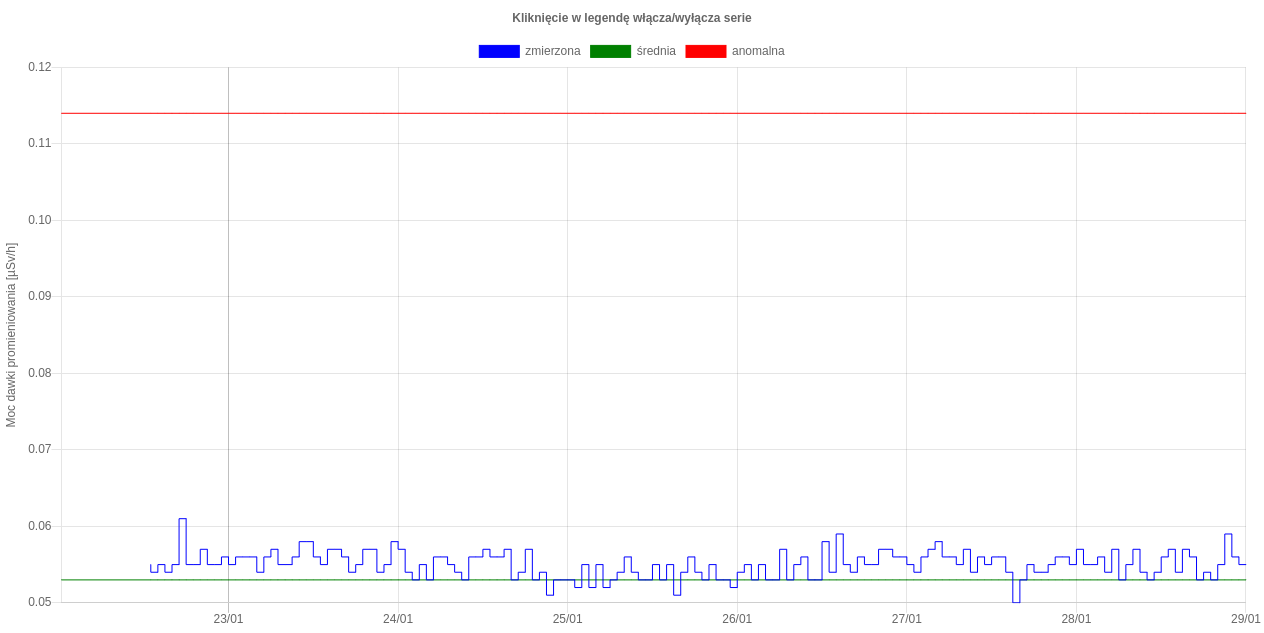 Kliknięcie w legendę włącza/wyłącza serie
zmierzona średnia anomalna
Moc dawki promieniowania [µSv/h]
0.12
0.11
0.10
0.09
0.08
0.07
0.06
0.05
23/01 24/01 25/01 26/01 27/01 28/01 29/01